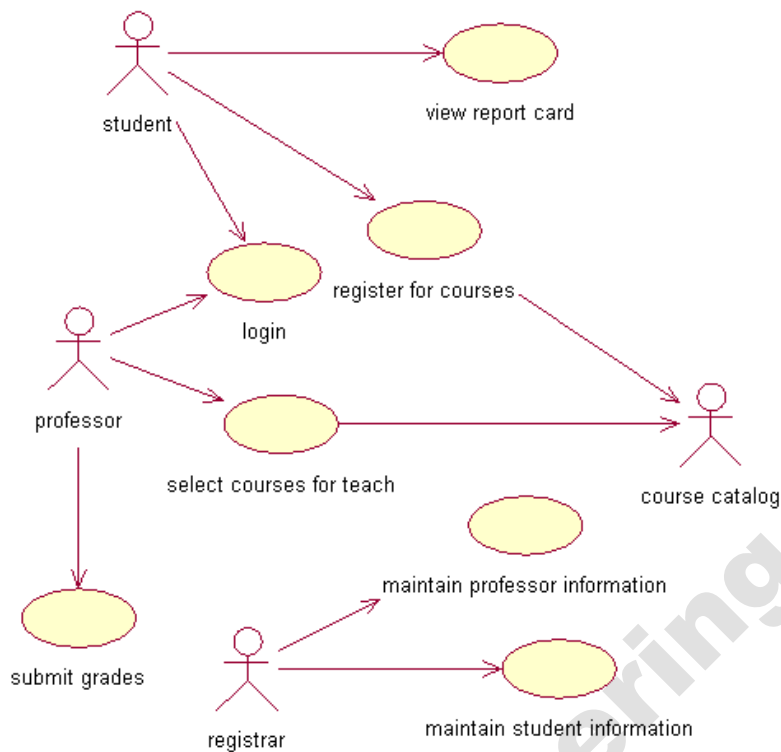 view report card
student
register for courses
login
professor
select courses for teach
course catalog
maintain professor information
submit grades
maintain student information
registrar
ering